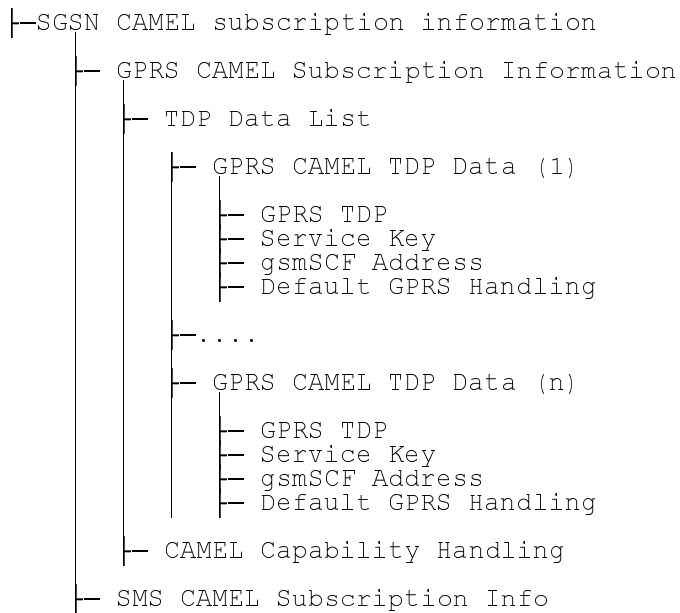 SGSN CAMEL subscription information
GPRS CAMEL Subscription Information
TDP Data List
GPRS CAMEL TDP Data (1)
GPRS TDP
Service Key
gsmSCF Address
Default GPRS Handling
....
GPRS CAMEL TDP Data (n)
GPRS TDP
Service Key
gsmSCF Address
Default GPRS Handling
CAMEL Capability Handling
SMS CAMEL Subscription Info